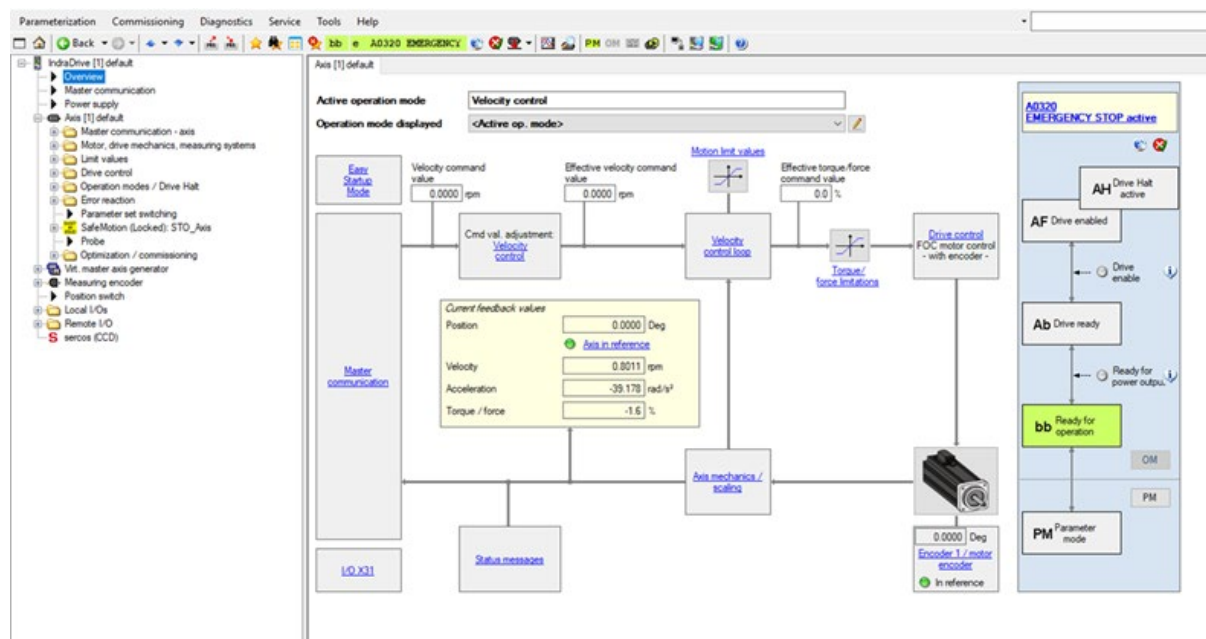 Parameterization Commissioning Diagnostics Service Tools Help
Back bb e A0320 EMERGENCY PM OM
IndraDrive [1] default
Overview
Master communication
Power supply
Axis [1] default
Master communication - axis
Motor, drive mechanics, measuring systems
Limit values
Drive control
Operation modes / Drive Halt
Error reaction
Parameter set switching
SafeMotion (Locked): STO_Axis
Probe
Optimization / commissioning
Virt. master axis generator
Measuring encoder
Position switch
Local I/Os
Remote I/O
S sercos (CCD)
Axis [1] default
Active operation mode Velocity control
Operation mode displayed <Active op. mode>
Easy
Startup
Mode
Velocity command
value
0.0000 rpm
Effective velocity command
value
0.0000 rpm
Motion limit values
Effective torque/force
command value
0.0 %
Cmd val. adjustment:
Velocity
control
Velocity
control loop
Torque/
force limitations
Drive control
FOC motor control
- with encoder -
Current feedback values
Position 0.0000 Deg
Axis in reference
Velocity 0.8011 rpm
Acceleration -39.178 rad/s²
Torque / force -1.6 %
Master
communication
Axis mechanics /
scaling
Status messages
I/O X31
0.0000 Deg
Encoder 1 / motor
encoder
In reference
A0320
EMERGENCY STOP active
AH Drive Halt
active
AF Drive enabled
Drive
enable
Ab Drive ready
Ready for
power outpu
bb Ready for
operation
OM
PM
PM Parameter
mode